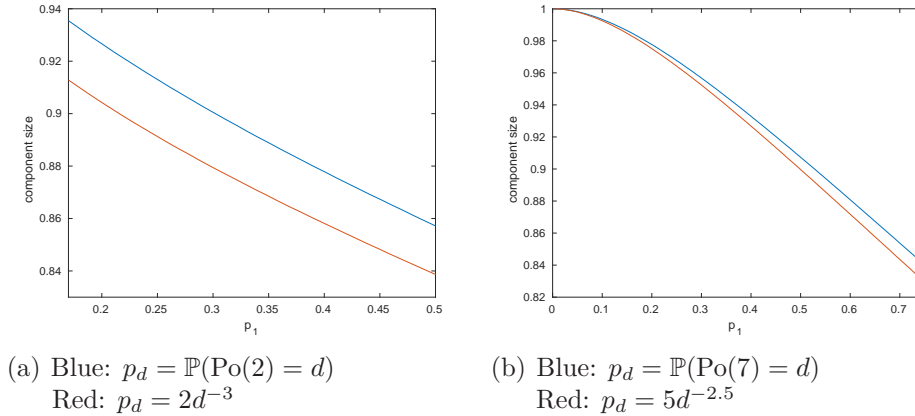 0.94
0.92
0.9
0.88
0.86
0.84
component size
0.2 0.25 0.3 0.35 0.4 0.45 0.5
p1
(a) Blue: pd = ℙ(Po(2) = d)
Red: pd = 2d−3
1
0.98
0.96
0.94
0.92
0.9
0.88
0.86
0.84
0.82
component size
0 0.1 0.2 0.3 0.4 0.5 0.6 0.7
p1
(b) Blue: pd = ℙ(Po(7) = d)
Red: pd = 5d−2.5